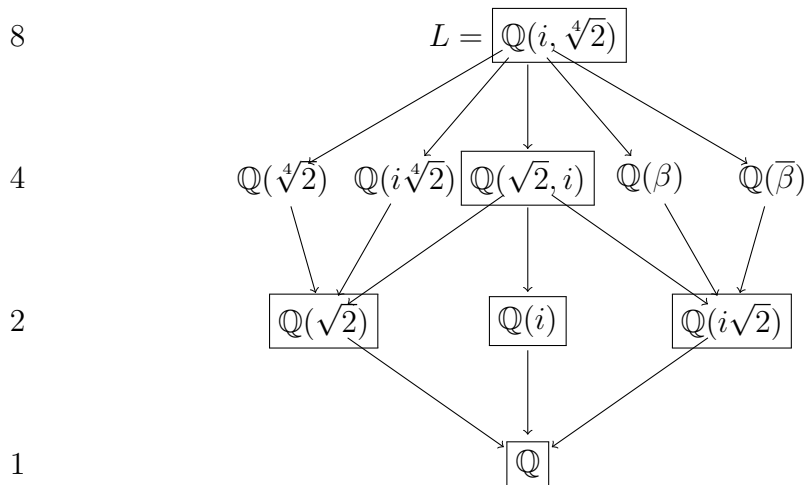 8 L = ℚ(i, ∜2)
4 ℚ(∜2) ℚ(i∜2) ℚ(√2, i) ℚ(β) ℚ(β̅)
2 ℚ(√2) ℚ(i) ℚ(i√2)
1 ℚ